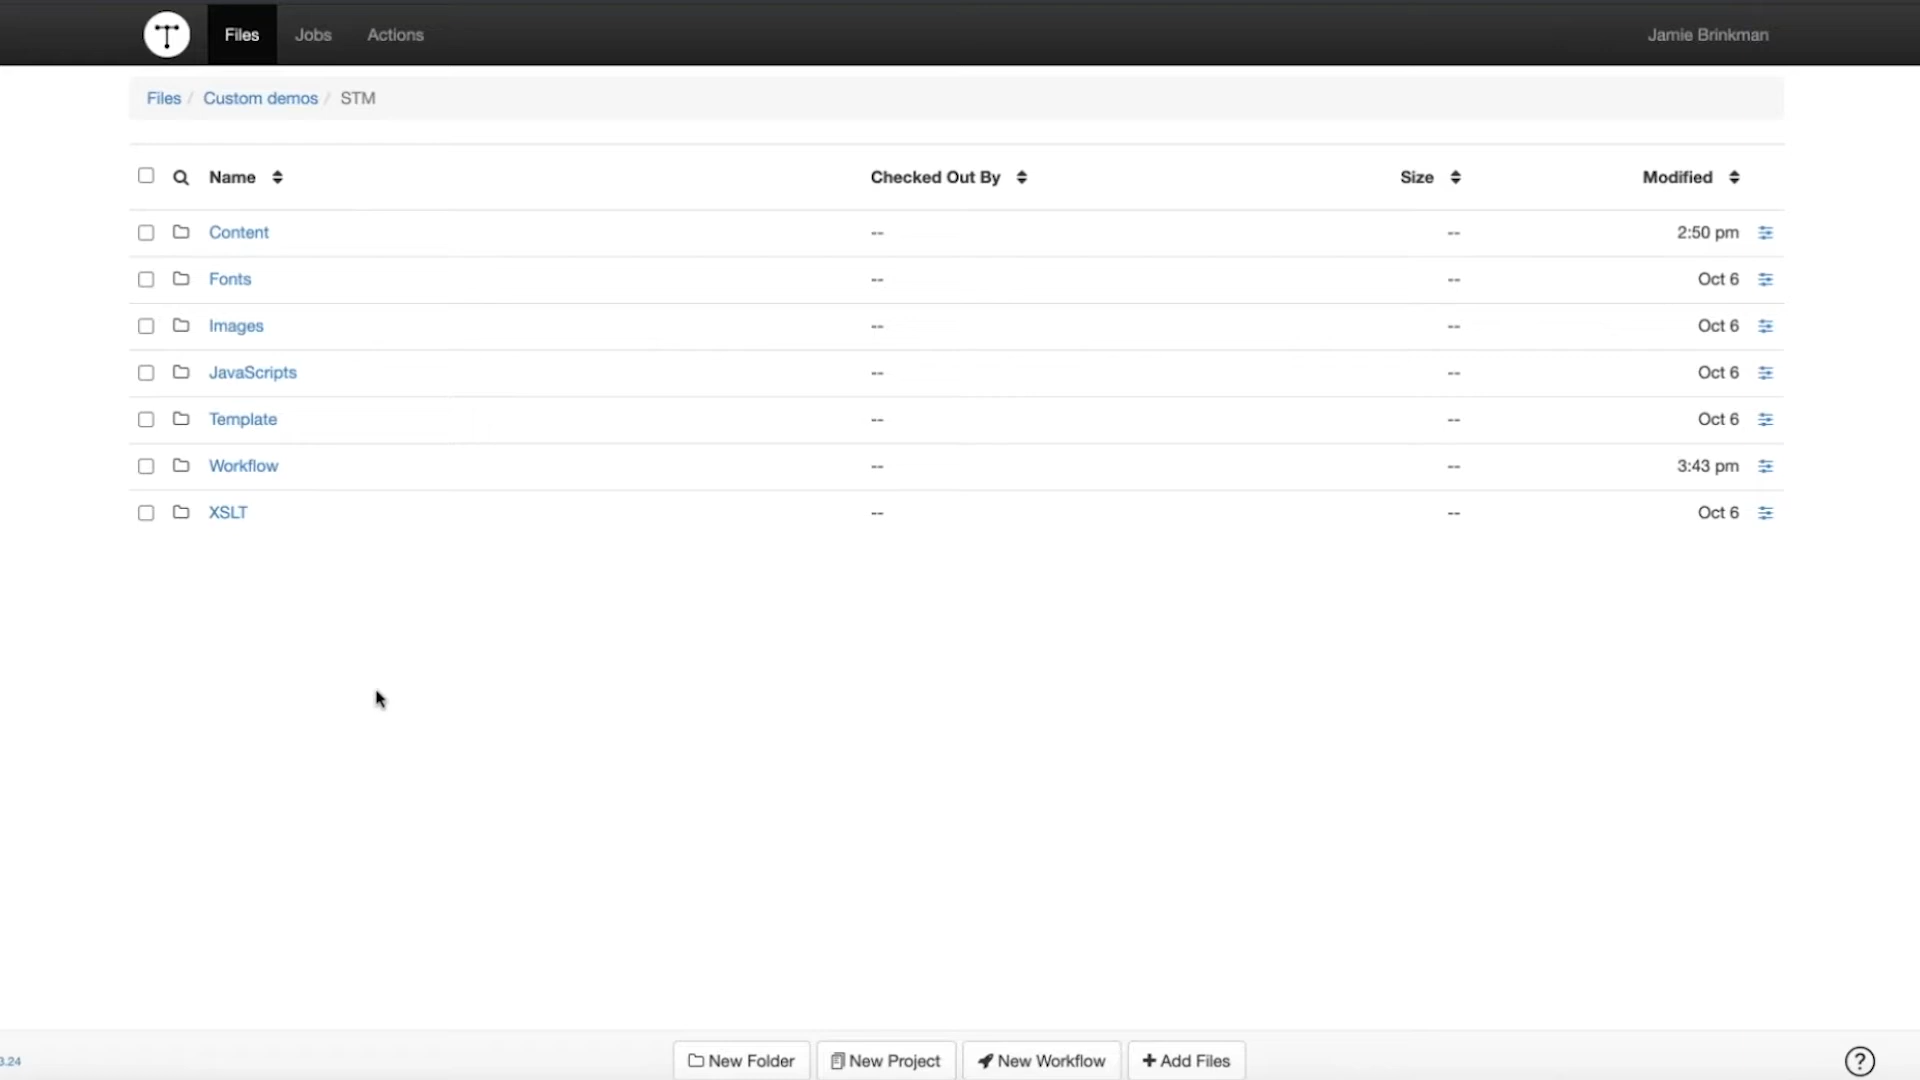 Files Jobs Actions Jamie Brinkman
Files / Custom demos / STM
Name Checked Out By Size Modified
Content -- -- 2:50 pm
Fonts -- -- Oct 6
Images -- -- Oct 6
JavaScripts -- -- Oct 6
Template -- -- Oct 6
Workflow -- -- 3:43 pm
XSLT -- -- Oct 6
3.24 New Folder New Project New Workflow + Add Files ?